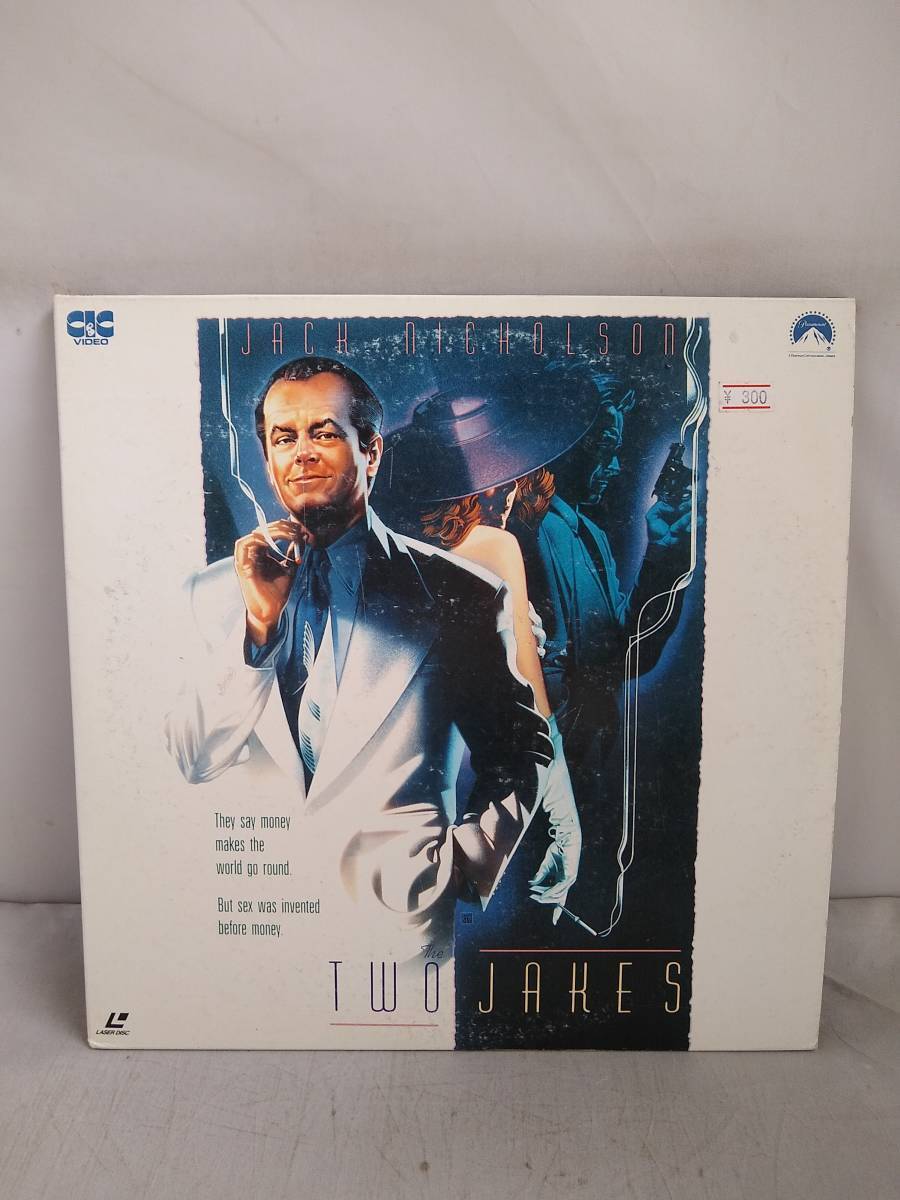 CIC
&
VIDEO
JACK NICHOLSON
Paramount
¥ 300
They say money
makes the
world go round.
But sex was invented
before money.
The
TWO JAKES
LASER DISC